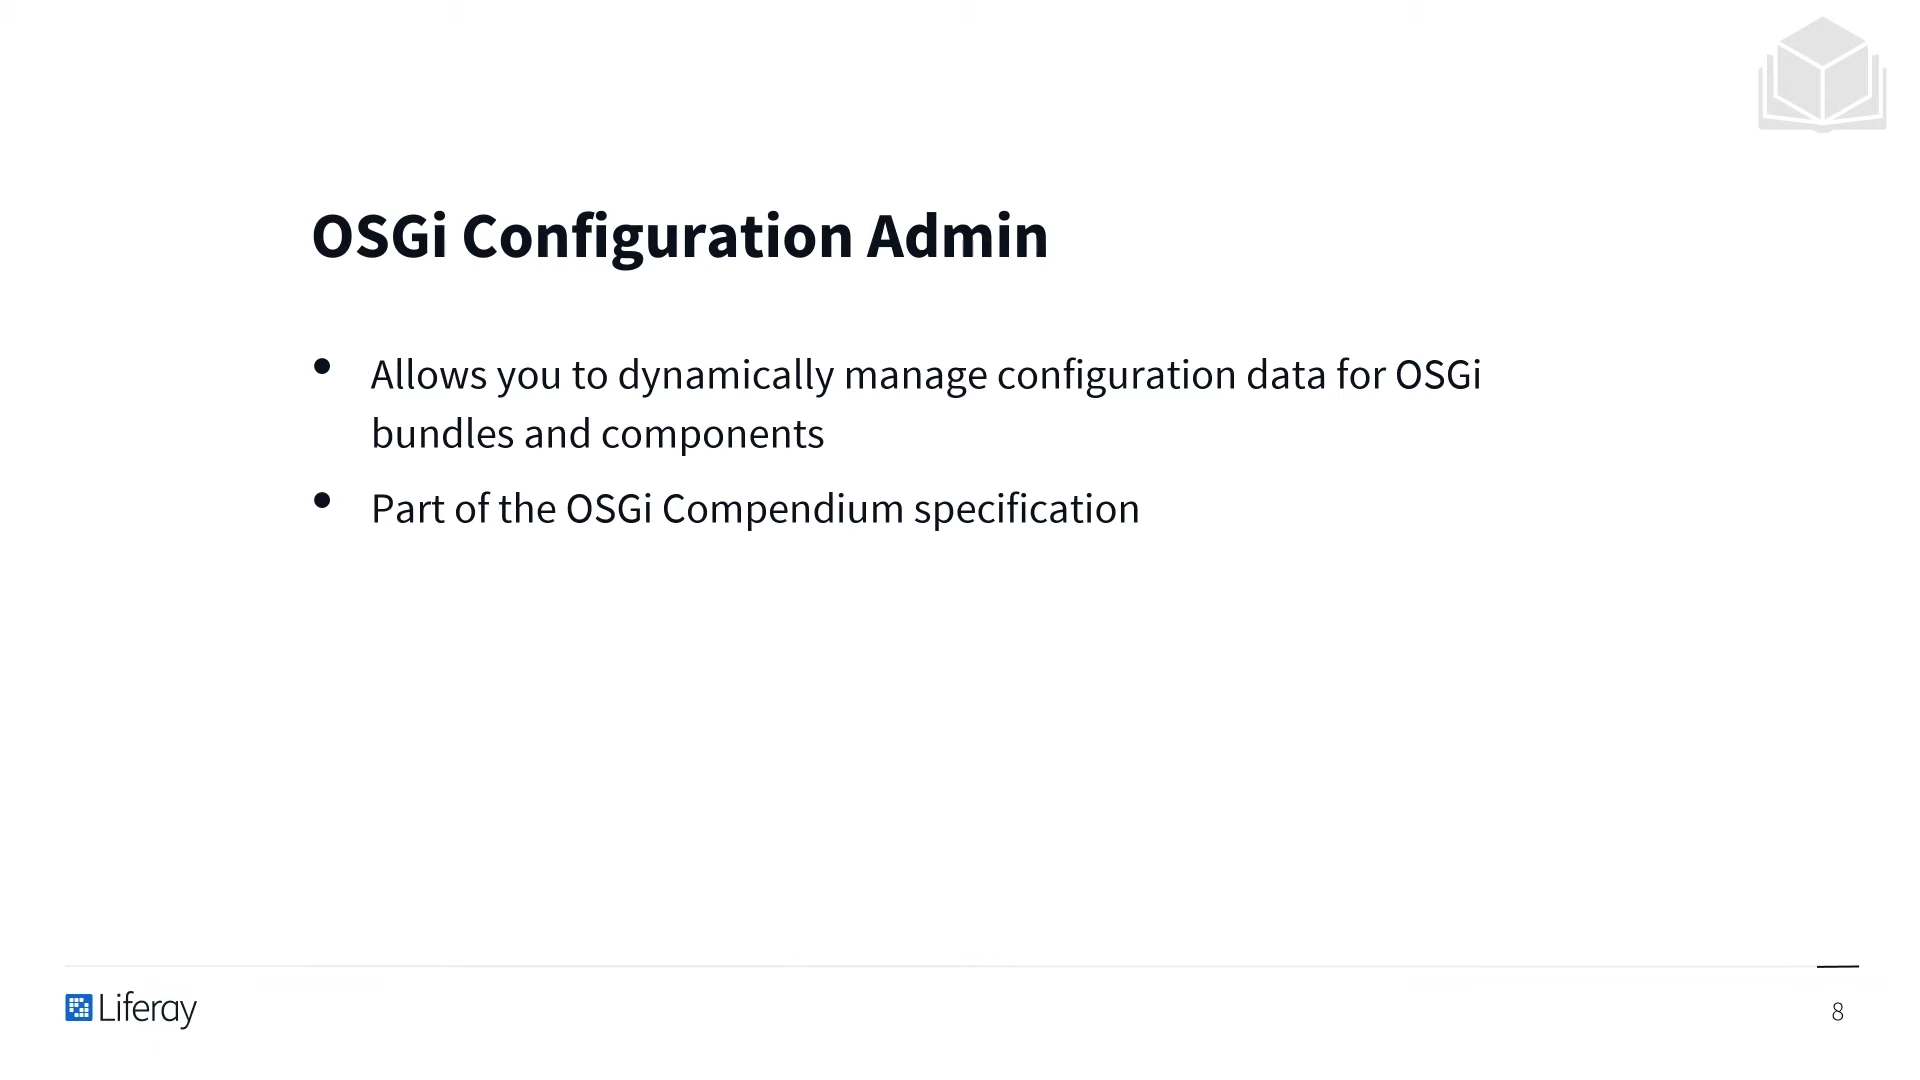 OSGi Configuration Admin
• Allows you to dynamically manage configuration data for OSGi
bundles and components
• Part of the OSGi Compendium specification
Liferay
8